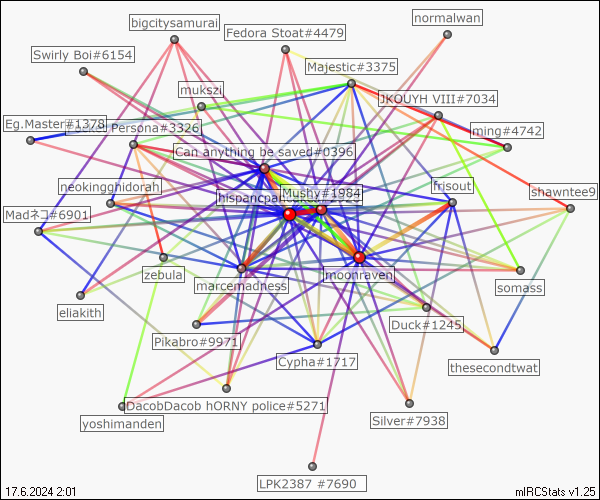 bigcitysamurai
normalwan
Fedora Stoat#4479
Swirly Boi#6154
Majestic#3375
mukszi
JKOUYH VIII#7034
Eg.Master#1378
Persona#3326
ming#4742
Can anything be saved#0396
neokingghidorah
Mushy#1984
frjsout
shawntee9
Madネコ#6901
zebula
moonraven
marcemadness
somass
eliakith
Duck#1245
Pikabro#9971
Cypha#1717
thesecondtwat
DacobDacob hORNY police#5271
Silver#7938
yoshimanden
LPK2387 #7690
17.6.2024 2:01
mIRCStats v1.25